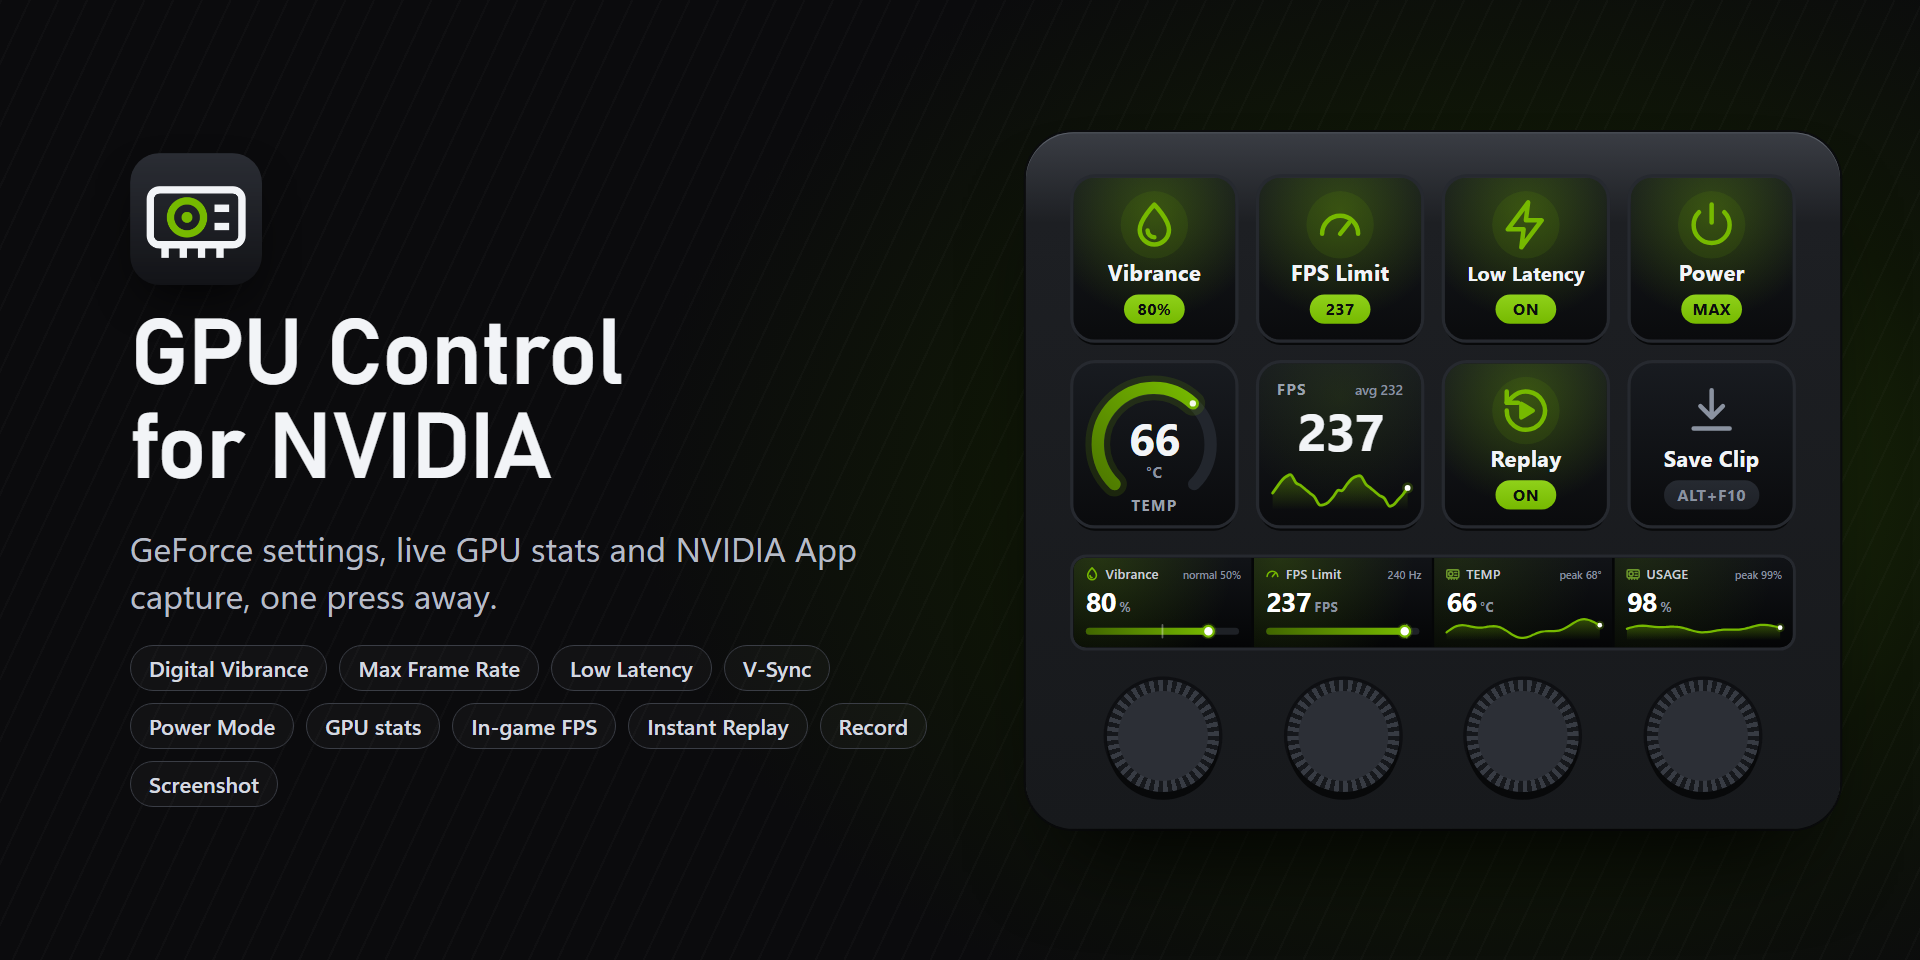 GPU Control
for NVIDIA
GeForce settings, live GPU stats and NVIDIA App
capture, one press away.
Digital Vibrance
Max Frame Rate
Low Latency
V-Sync
Power Mode
GPU stats
In-game FPS
Instant Replay
Record
Screenshot
Vibrance
80%
FPS Limit
237
Low Latency
ON
Power
MAX
66
°C
TEMP
FPS avg 232
237
Replay
ON
Save Clip
ALT+F10
Vibrance normal 50%
80 %
FPS Limit 240 Hz
237 FPS
TEMP peak 68°
66 °C
USAGE peak 99%
98 %